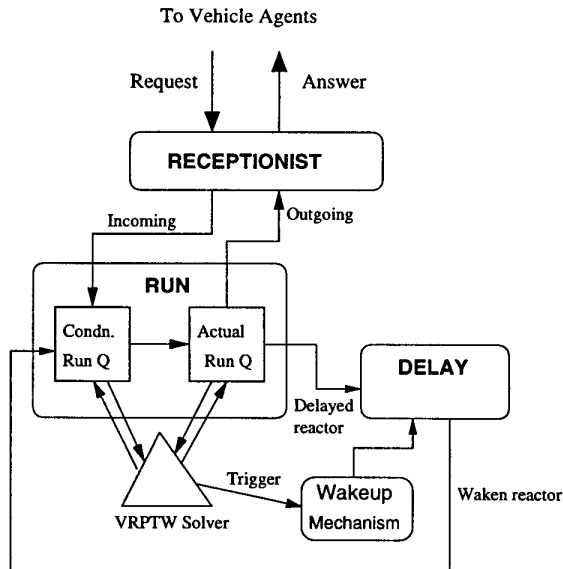 To Vehicle Agents
Request
Answer
RECEPTIONIST
Incoming
Outgoing
RUN
Condn.
Run Q
Actual
Run Q
DELAY
Delayed
reactor
Trigger
VRPTW Solver
Wakeup
Mechanism
Waken reactor